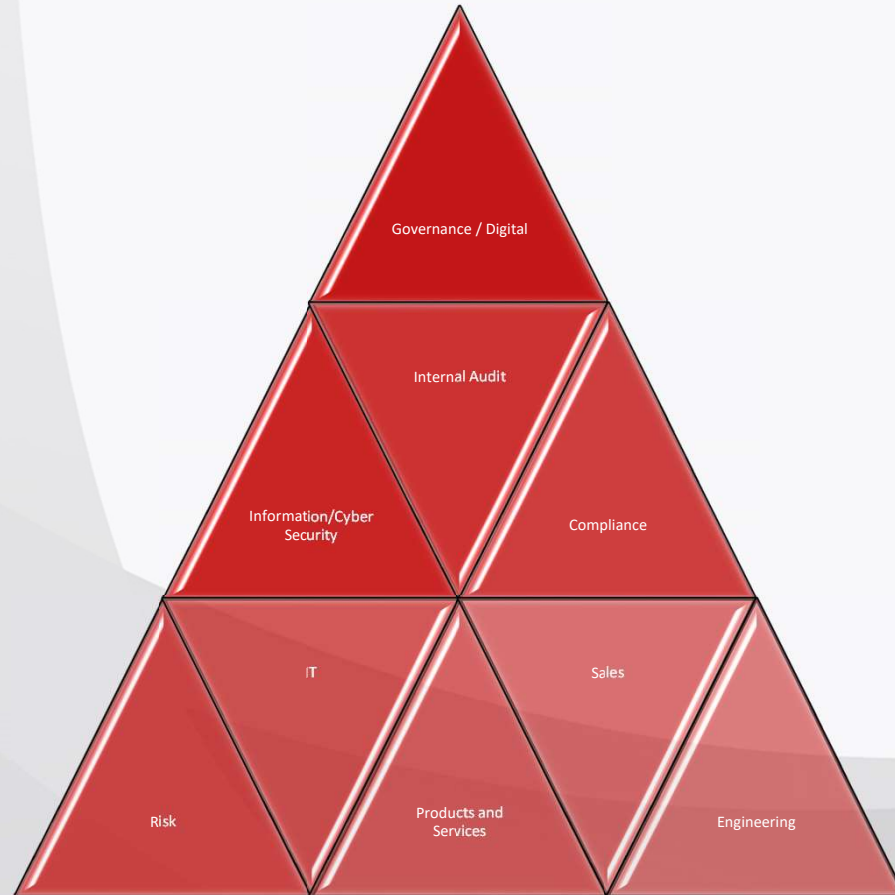 Governance / Digital
Internal Audit
Information/Cyber
Security
Compliance
IT
Sales
Risk
Products and
Services
Engineering